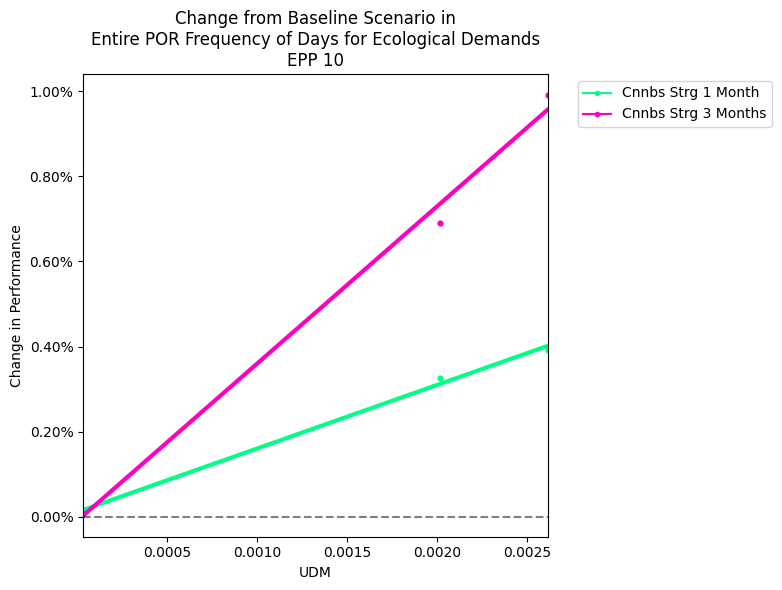 Change from Baseline Scenario in
Entire POR Frequency of Days for Ecological Demands
EPP 10
Cnnbs Strg 1 Month
Cnnbs Strg 3 Months
1.00%
0.80%
0.60%
0.40%
0.20%
0.00%
Change in Performance
0.0005 0.0010 0.0015 0.0020 0.0025
UDM